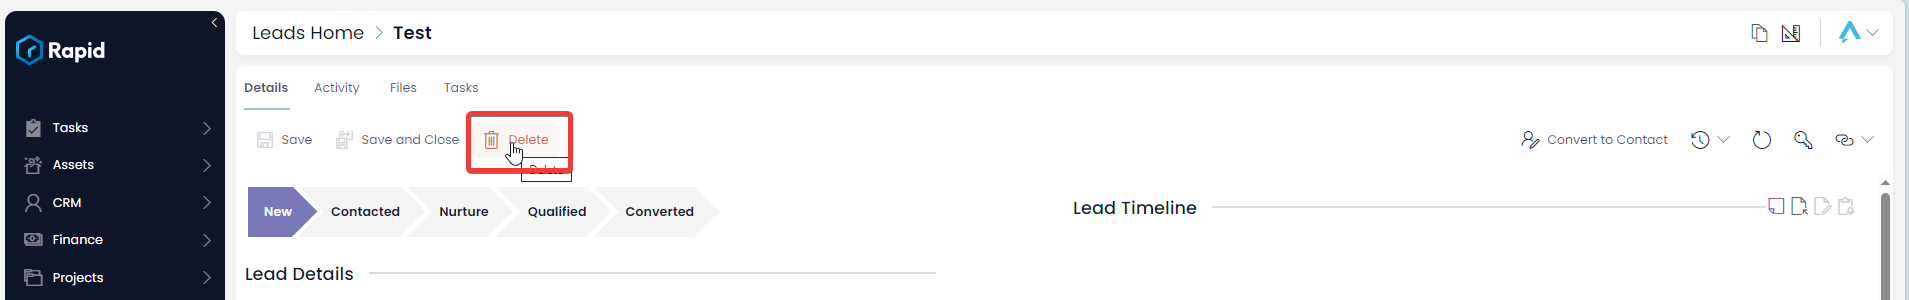 Rapid
Tasks
Assets
CRM
Finance
Projects
Leads Home > Test
Details Activity Files Tasks
Save Save and Close Delete Convert to Contact
Delete
New Contacted Nurture Qualified Converted
Lead Timeline
Lead Details